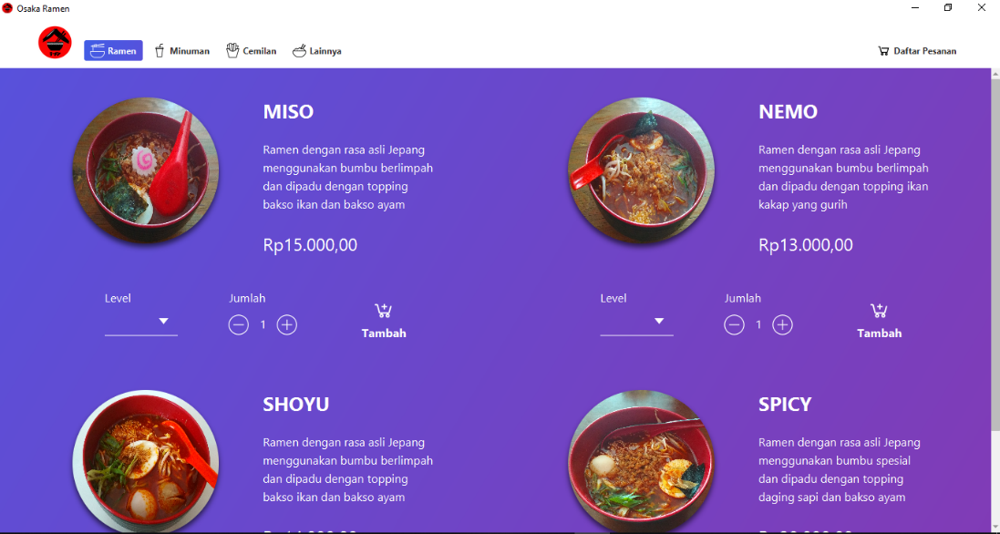 Osaka Ramen
Ramen
Minuman
Cemilan
Lainnya
Daftar Pesanan
MISO
Ramen dengan rasa asli Jepang
menggunakan bumbu berlimpah
dan dipadu dengan topping
bakso ikan dan bakso ayam
Rp15.000,00
Level
Jumlah
1
Tambah
NEMO
Ramen dengan rasa asli Jepang
menggunakan bumbu berlimpah
dan dipadu dengan topping ikan
kakap yang gurih
Rp13.000,00
Level
Jumlah
1
Tambah
SHOYU
Ramen dengan rasa asli Jepang
menggunakan bumbu berlimpah
dan dipadu dengan topping
bakso ikan dan bakso ayam
SPICY
Ramen dengan rasa asli Jepang
menggunakan bumbu spesial
dan dipadu dengan topping
daging sapi dan bakso ayam